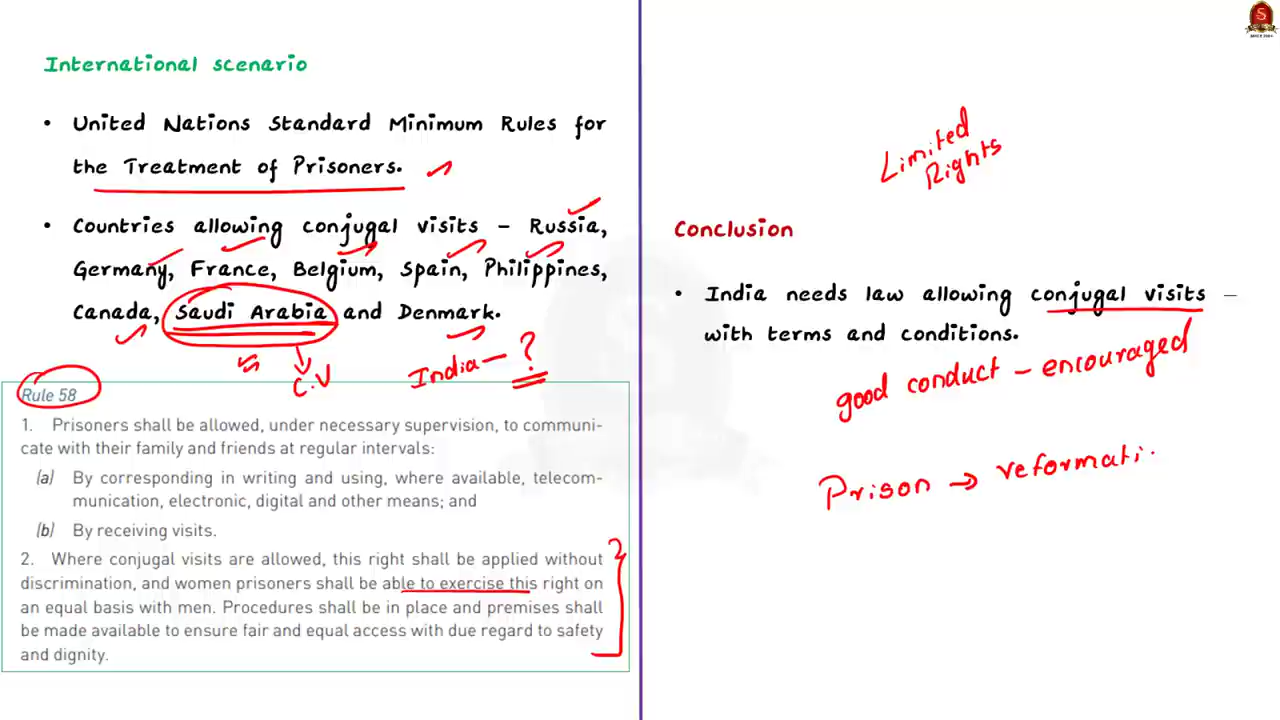 International scenario
• United Nations Standard Minimum Rules for
the Treatment of Prisoners.
• Countries allowing conjugal visits – Russia,
Germany, France, Belgium, Spain, Philippines,
Canada, Saudi Arabia and Denmark.
C.V
India – ?
Rule 58
1. Prisoners shall be allowed, under necessary supervision, to communi-
cate with their family and friends at regular intervals:
(a) By corresponding in writing and using, where available, telecom-
munication, electronic, digital and other means; and
(b) By receiving visits.
2. Where conjugal visits are allowed, this right shall be applied without
discrimination, and women prisoners shall be able to exercise this right on
an equal basis with men. Procedures shall be in place and premises shall
be made available to ensure fair and equal access with due regard to safety
and dignity.
Limited
Rights
Conclusion
• India needs law allowing conjugal visits –
with terms and conditions.
good conduct – encouraged
Prison → reformati